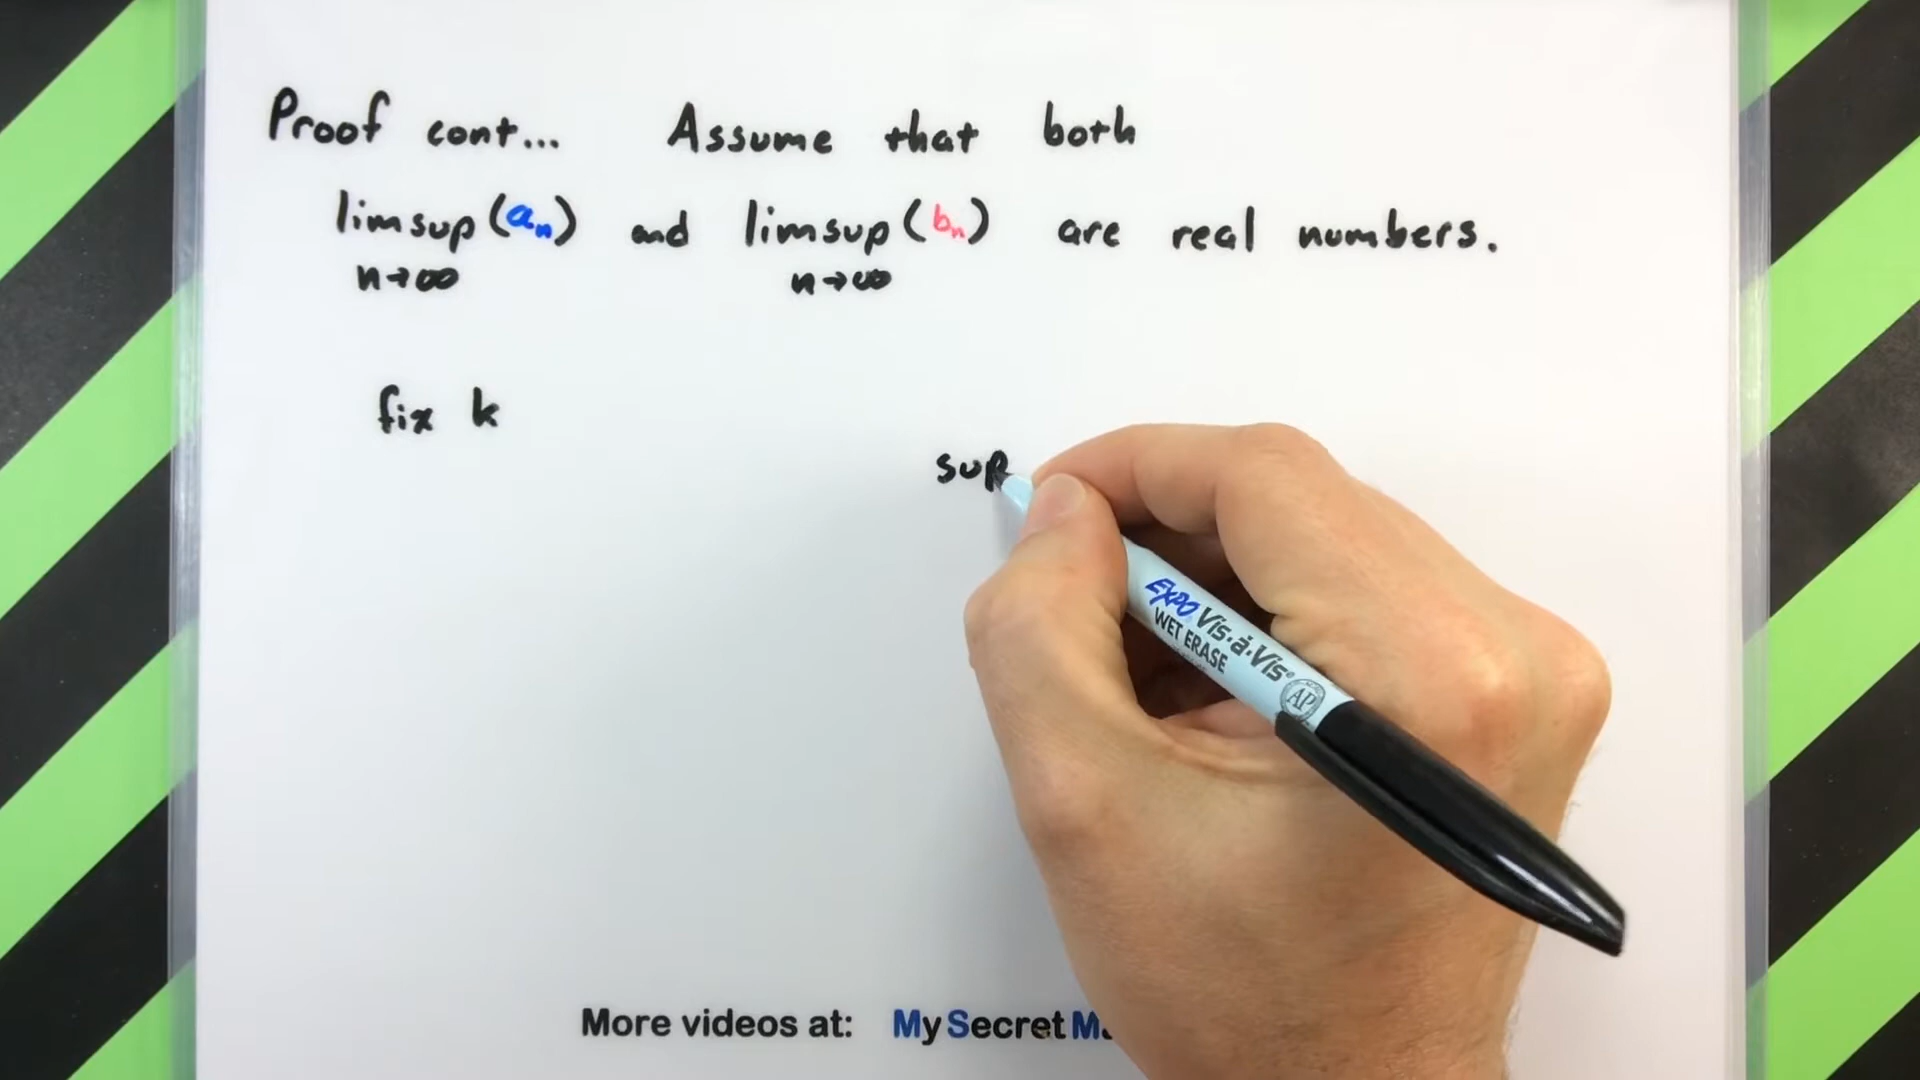 Proof cont... Assume that both
limsup(aₙ) and limsup(bₙ) are real numbers.
n→∞ n→∞
fix k
sup
EXPO Vis·à·Vis®
WET ERASE
AP
More videos at: MySecretM